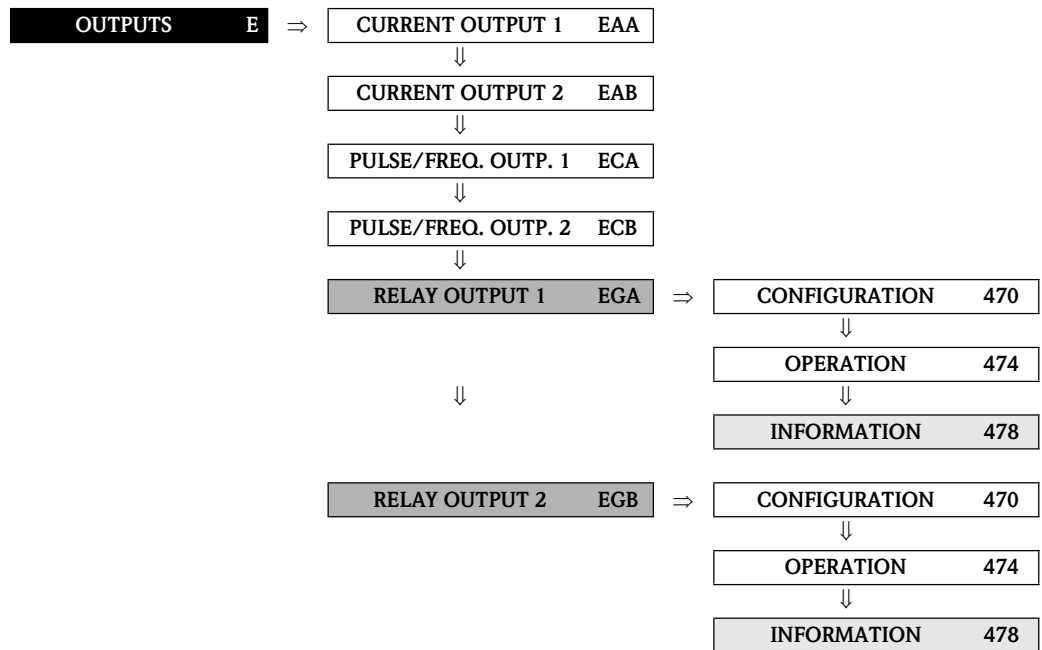 OUTPUTS E ⇒ CURRENT OUTPUT 1 EAA
⇓
CURRENT OUTPUT 2 EAB
⇓
PULSE/FREQ. OUTP. 1 ECA
⇓
PULSE/FREQ. OUTP. 2 ECB
⇓
RELAY OUTPUT 1 EGA ⇒ CONFIGURATION 470
⇓
OPERATION 474
⇓ ⇓
INFORMATION 478
RELAY OUTPUT 2 EGB ⇒ CONFIGURATION 470
⇓
OPERATION 474
⇓
INFORMATION 478